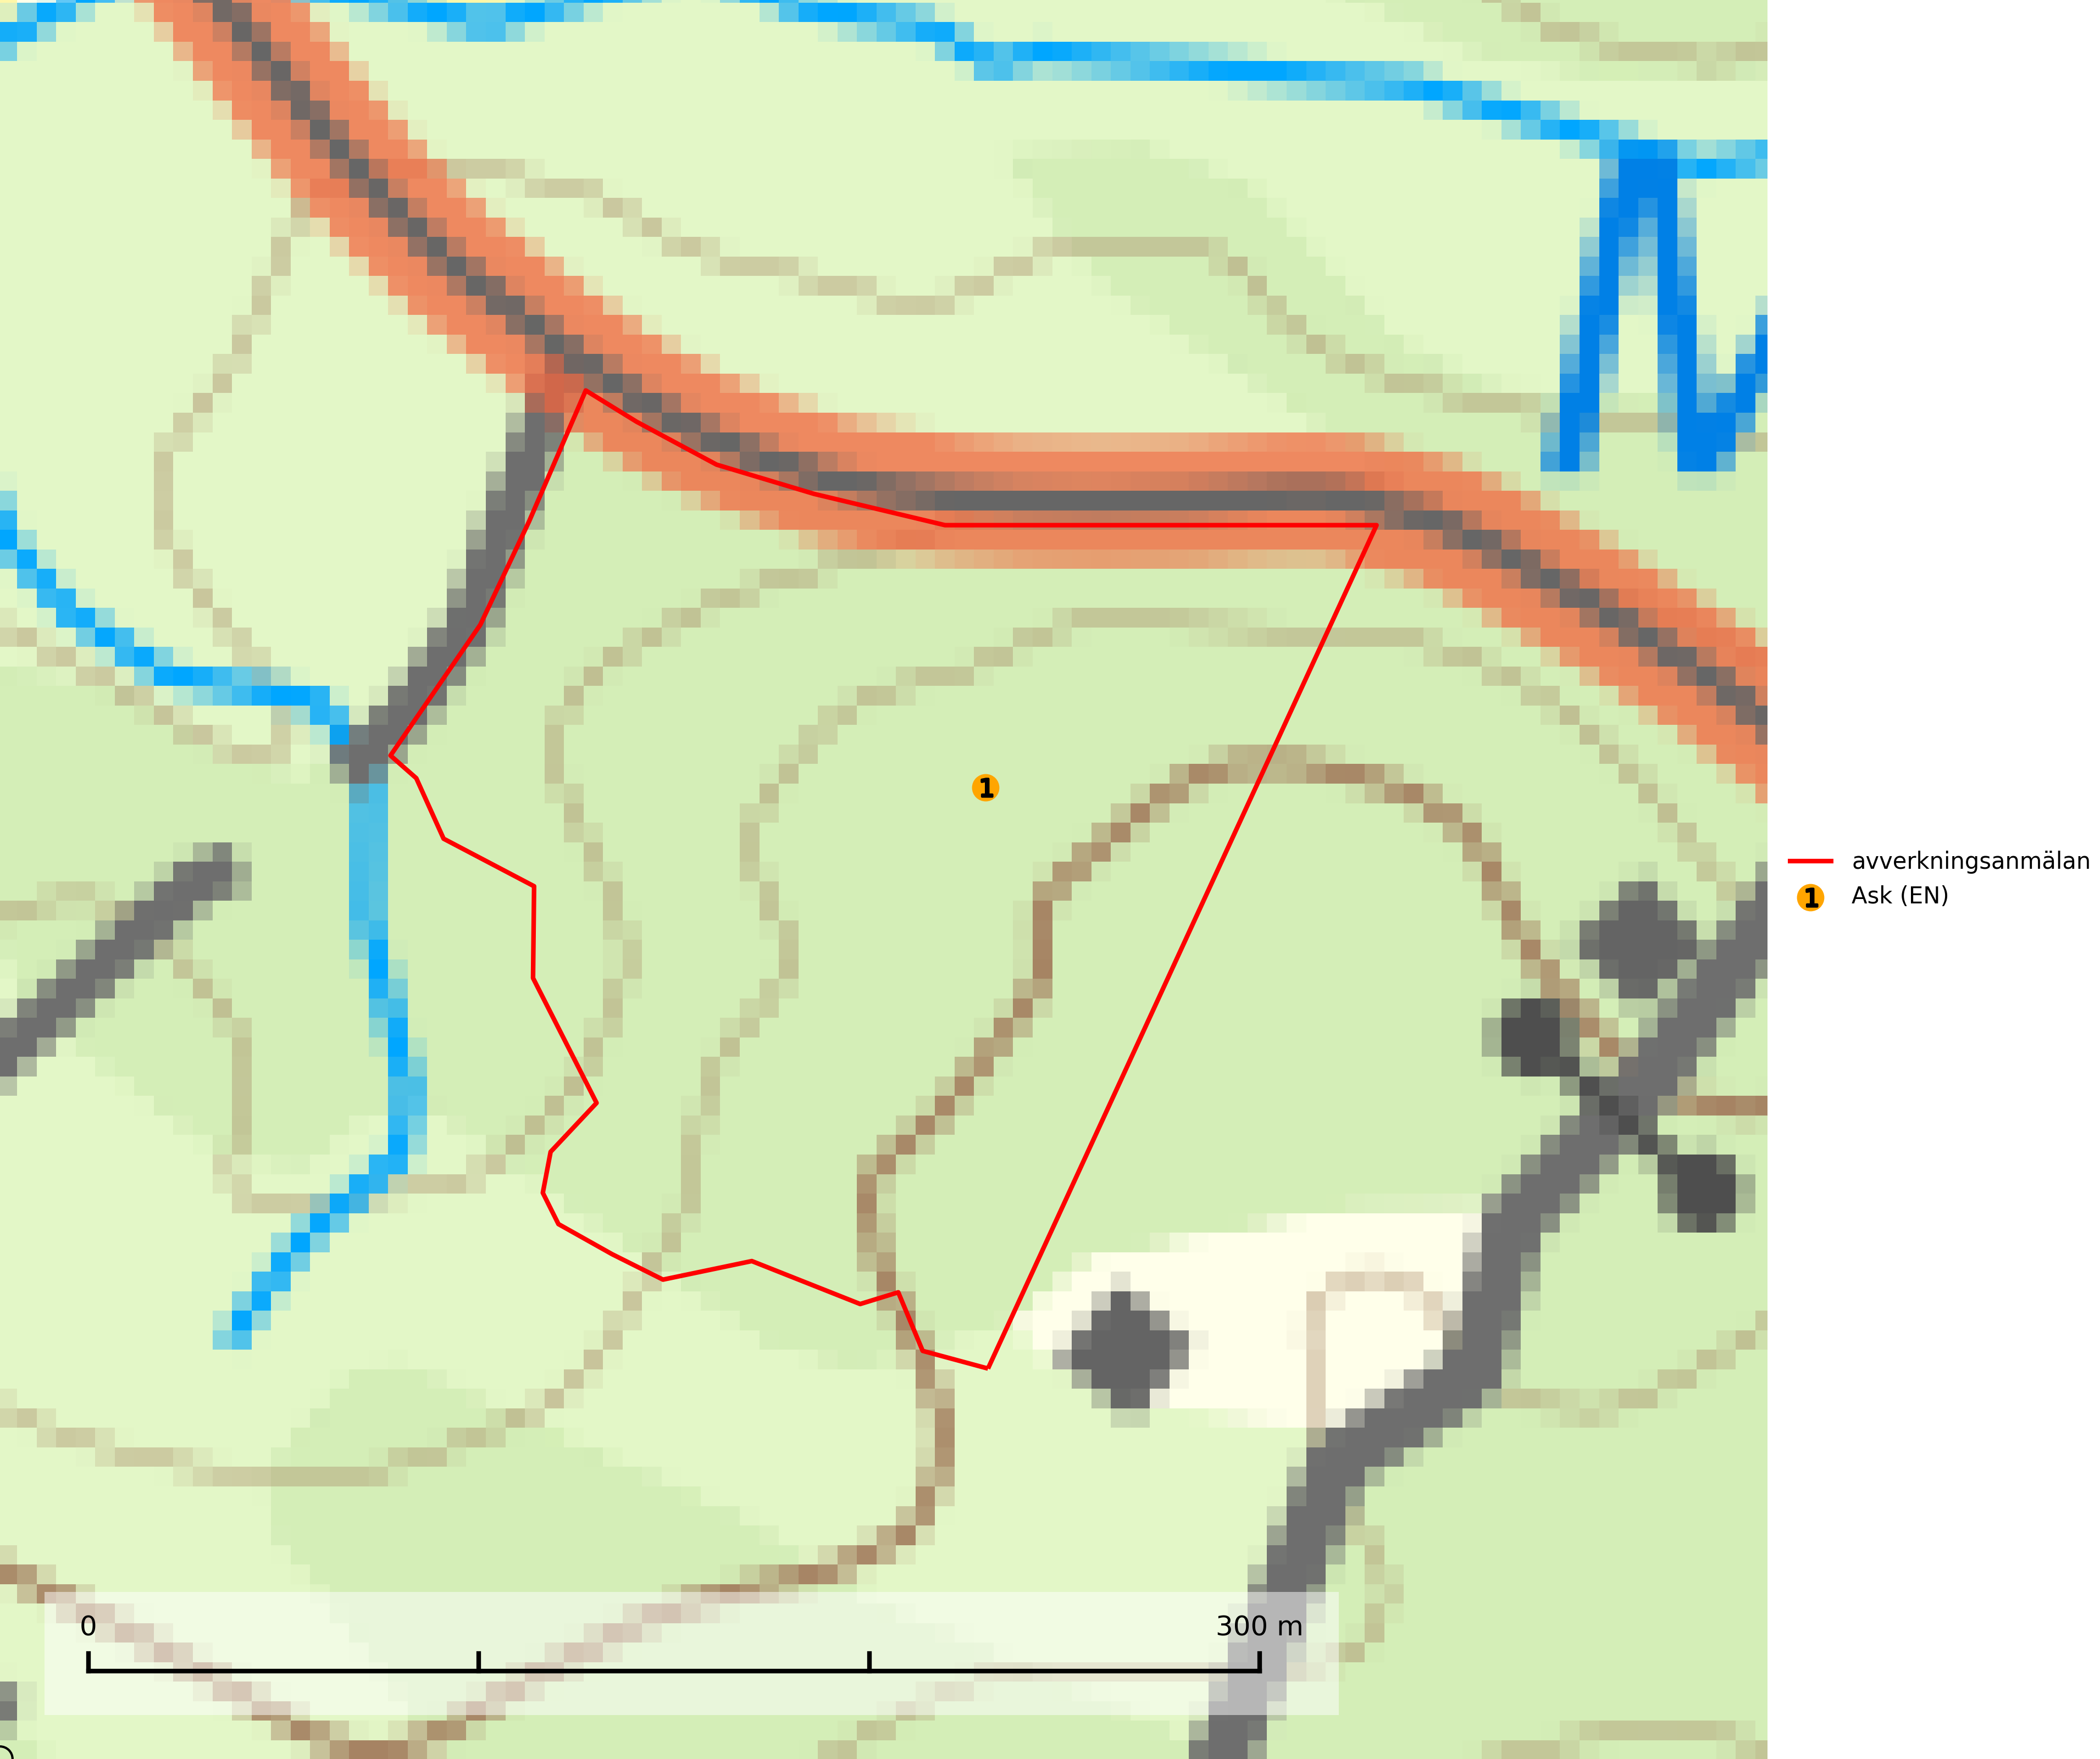 1
avverkningsanmälan
1 Ask (EN)
0 300 m